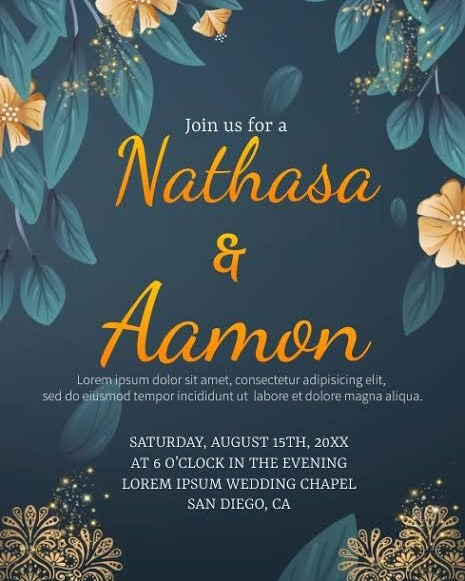 Join us for a
Nathasa
&
Aamon
Lorem ipsum dolor sit amet, consectetur adipisicing elit,
sed do eiusmod tempor incididunt ut labore et dolore magna aliqua.
SATURDAY, AUGUST 15TH, 20XX
AT 6 O'CLOCK IN THE EVENING
LOREM IPSUM WEDDING CHAPEL
SAN DIEGO, CA